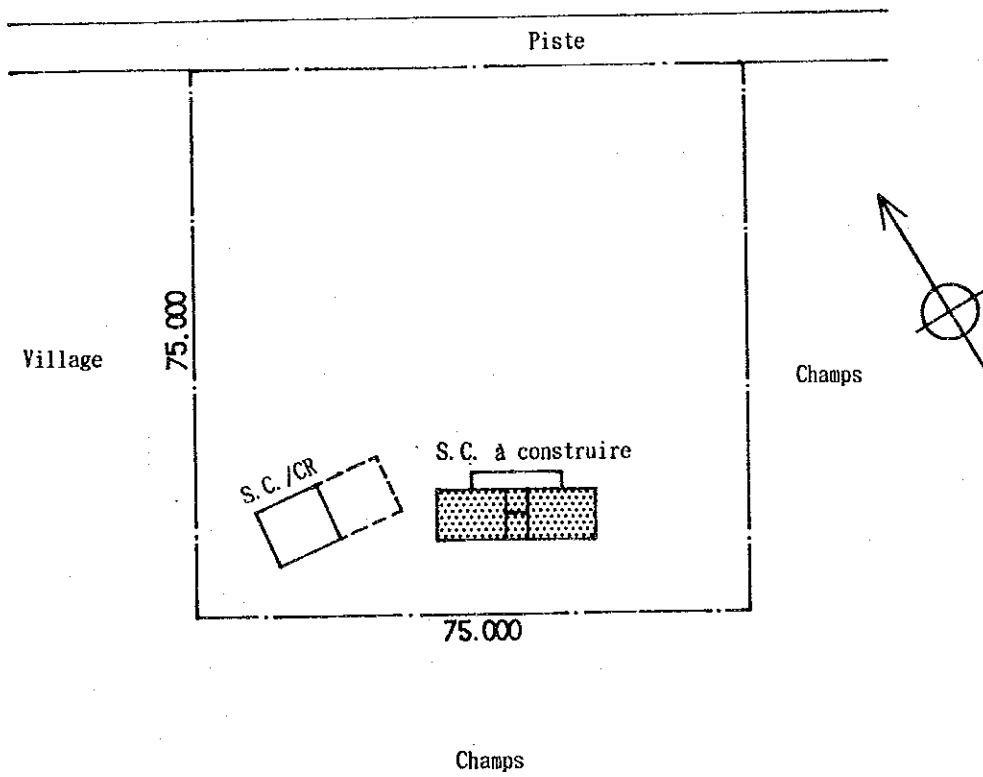 Piste
75.000
Village
Champs
S.C. à construire
S.C./CR
75.000
Champs